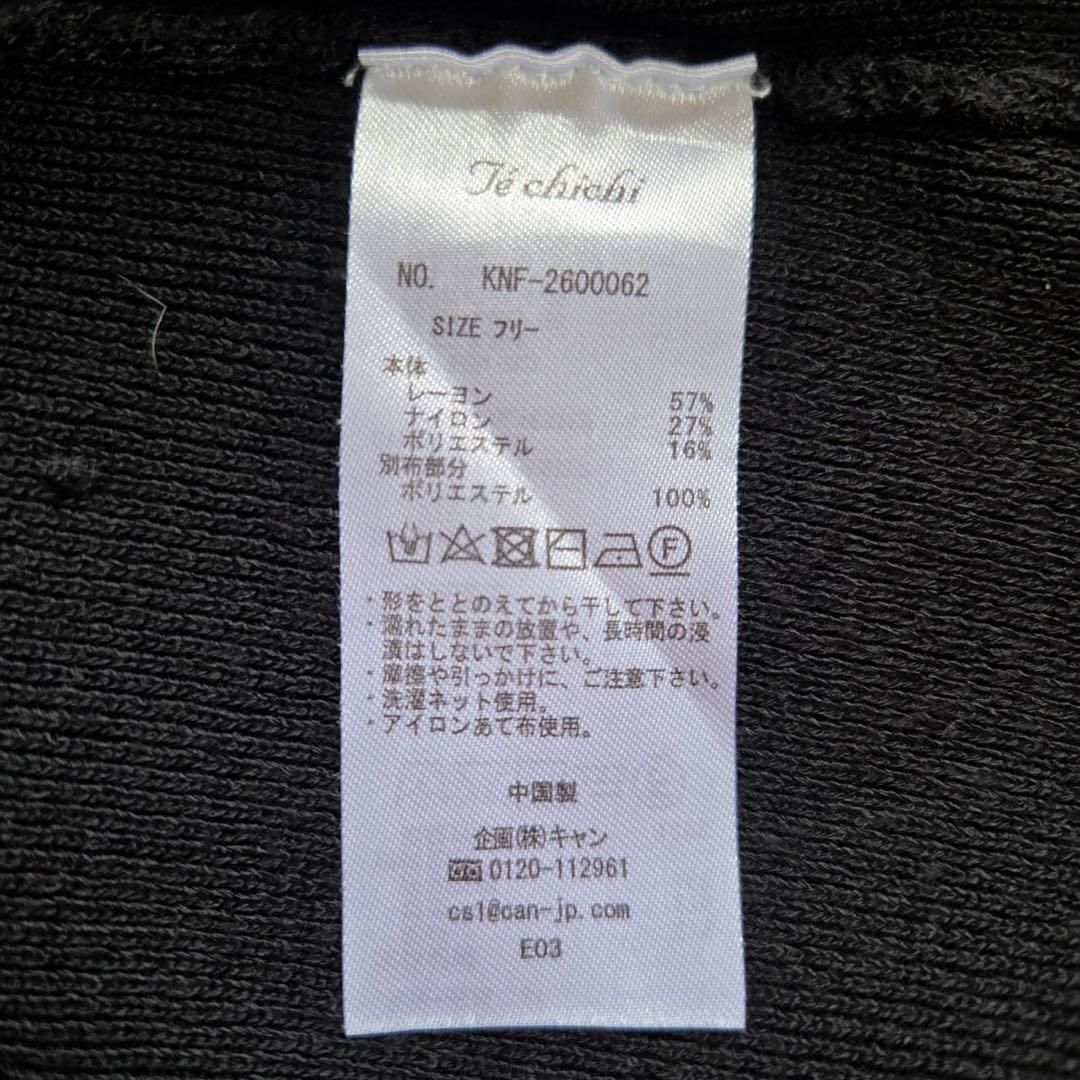 Té chichi
NO. KNF-2600062
SIZE フリー
本体
レーヨン 57%
ナイロン 27%
ポリエステル 16%
別布部分
ポリエステル 100%
F
・形をととのえてから干して下さい。
・濡れたままの放置や、長時間の浸
漬はしないで下さい。
・摩擦や引っかけに、ご注意下さい。
・洗濯ネット使用。
・アイロンあて布使用。
中国製
企画(株)キャン
0120-112961
cs1@can-jp.com
E03